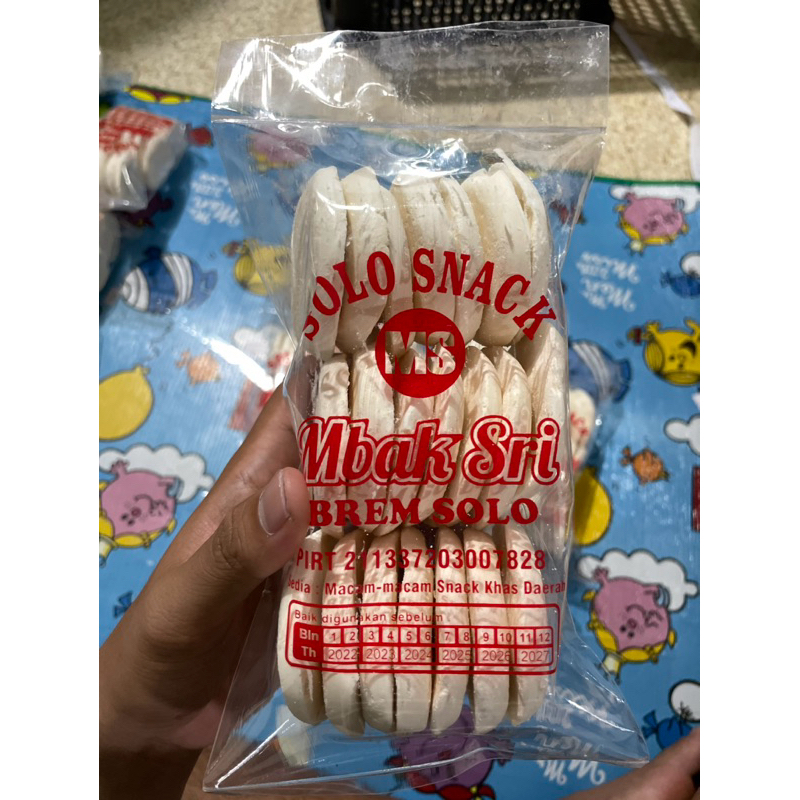 SOLO SNACK
MS
Mbak Sri
BREM SOLO
PIRT 2113372030078​28
Sedia : Macam-macam Snack Khas Daerah
Baik digunakan sebelum
Bln 1 2 3 4 5 6 7 8 9 10 11 12
Th 2022 2023 2024 2025 2026 2027